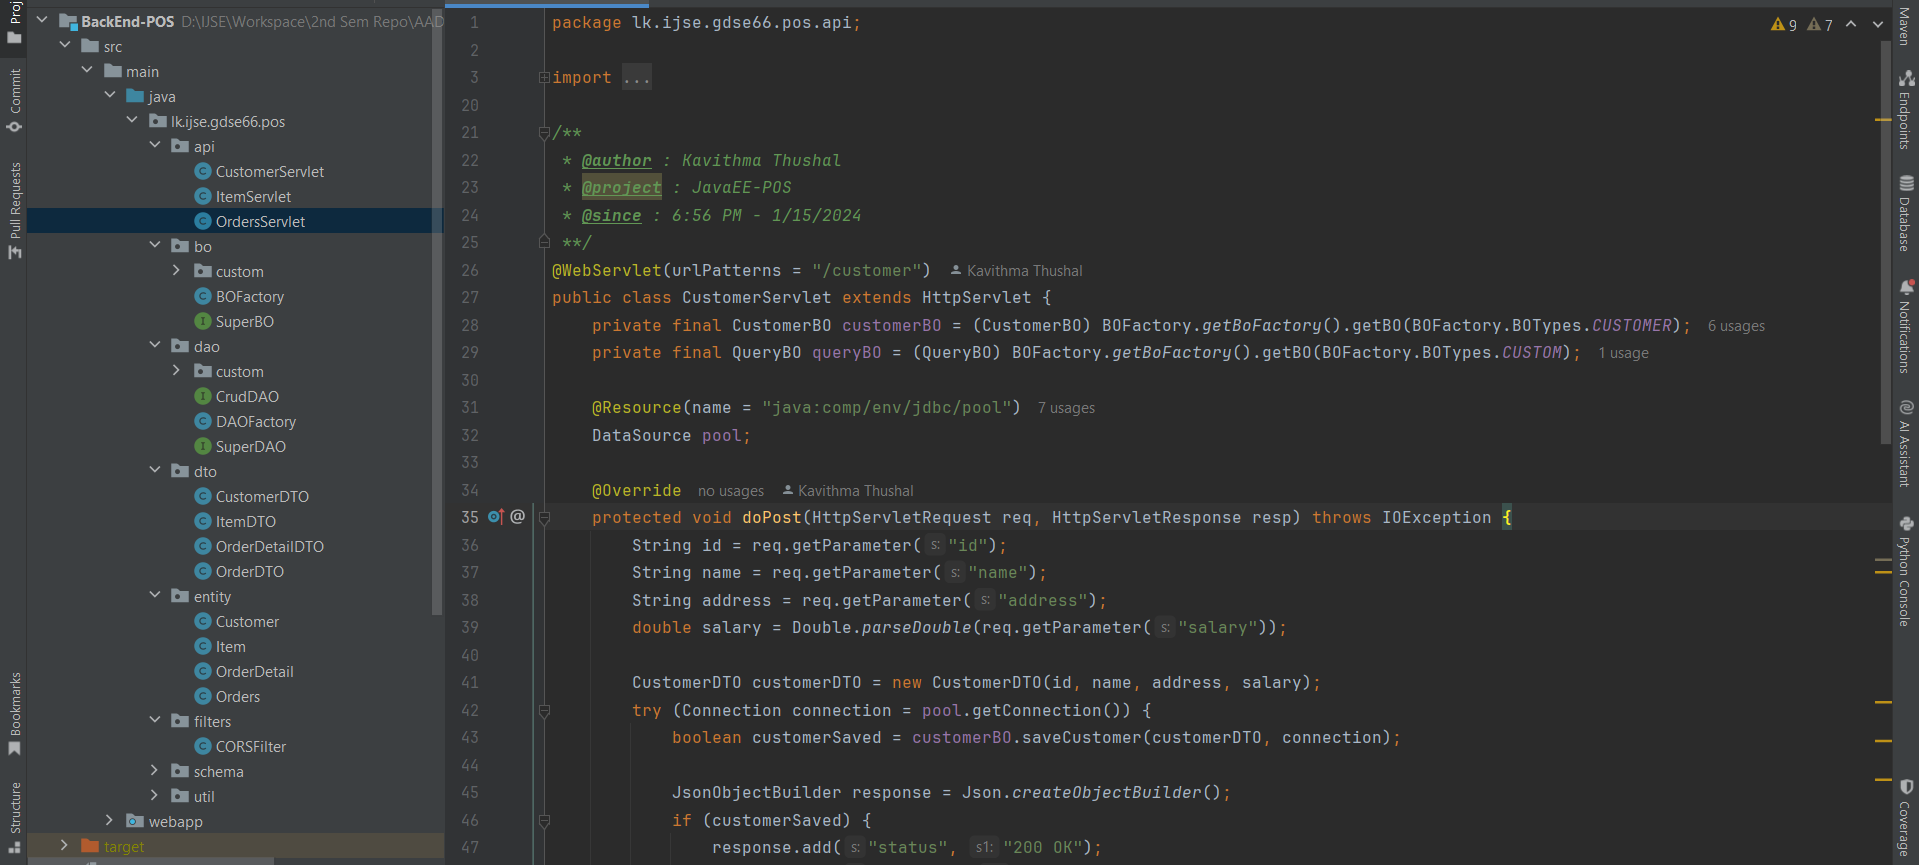 Proj
Commit
Pull Requests
Bookmarks
Structure
BackEnd-POS D:\IJSE\Workspace\2nd Sem Repo\AAD
src
main
java
lk.ijse.gdse66.pos
api
CustomerServlet
ItemServlet
OrdersServlet
bo
custom
BOFactory
SuperBO
dao
custom
CrudDAO
DAOFactory
SuperDAO
dto
CustomerDTO
ItemDTO
OrderDetailDTO
OrderDTO
entity
Customer
Item
OrderDetail
Orders
filters
CORSFilter
schema
util
webapp
target
1 package lk.ijse.gdse66.pos.api;
2
3 import ...
20
21 /**
22 * @author : Kavithma Thushal
23 * @project : JavaEE-POS
24 * @since : 6:56 PM - 1/15/2024
25 **/
26 @WebServlet(urlPatterns = "/customer") Kavithma Thushal
27 public class CustomerServlet extends HttpServlet {
28 private final CustomerBO customerBO = (CustomerBO) BOFactory.getBoFactory().getBO(BOFactory.BOTypes.CUSTOMER); 6 usages
29 private final QueryBO queryBO = (QueryBO) BOFactory.getBoFactory().getBO(BOFactory.BOTypes.CUSTOM); 1 usage
30
31 @Resource(name = "java:comp/env/jdbc/pool") 7 usages
32 DataSource pool;
33
34 @Override no usages Kavithma Thushal
35 @ protected void doPost(HttpServletRequest req, HttpServletResponse resp) throws IOException {
36 String id = req.getParameter( s: "id");
37 String name = req.getParameter( s: "name");
38 String address = req.getParameter( s: "address");
39 double salary = Double.parseDouble(req.getParameter( s: "salary"));
40
41 CustomerDTO customerDTO = new CustomerDTO(id, name, address, salary);
42 try (Connection connection = pool.getConnection()) {
43 boolean customerSaved = customerBO.saveCustomer(customerDTO, connection);
44
45 JsonObjectBuilder response = Json.createObjectBuilder();
46 if (customerSaved) {
47 response.add( s: "status", s1: "200 OK");
9 7
Maven
Endpoints
Database
Notifications
AI Assistant
Python Console
Coverage